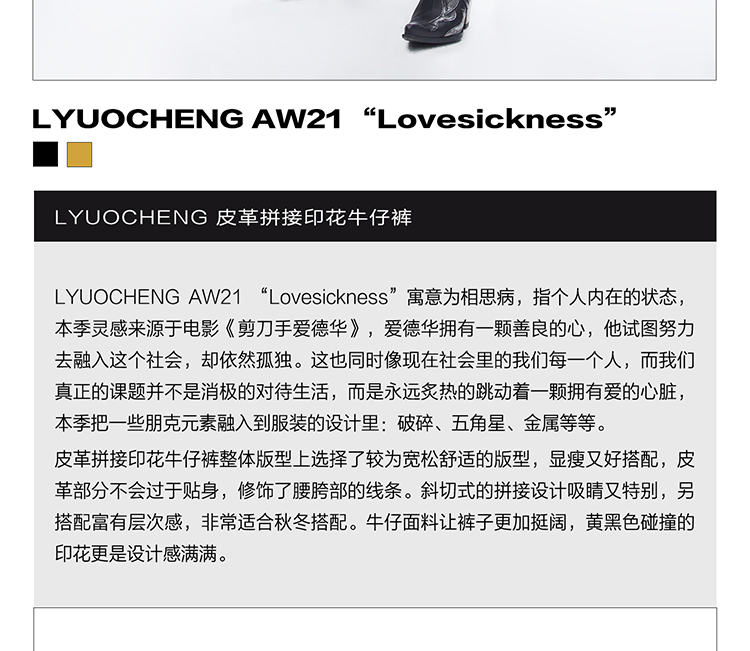 LYUOCHENG AW21 “Lovesickness”
LYUOCHENG 皮革拼接印花牛仔裤
LYUOCHENG AW21 “Lovesickness”寓意为相思病，指个人内在的状态，
本季灵感来源于电影《剪刀手爱德华》，爱德华拥有一颗善良的心，他试图努力
去融入这个社会，却依然孤独。这也同时像现在社会里的我们每一个人，而我们
真正的课题并不是消极的对待生活，而是永远炙热的跳动着一颗拥有爱的心脏，
本季把一些朋克元素融入到服装的设计里：破碎、五角星、金属等等。
皮革拼接印花牛仔裤整体版型上选择了较为宽松舒适的版型，显瘦又好搭配，皮
革部分不会过于贴身，修饰了腰胯部的线条。斜切式的拼接设计吸睛又特别，另
搭配富有层次感，非常适合秋冬搭配。牛仔面料让裤子更加挺阔，黄黑色碰撞的
印花更是设计感满满。